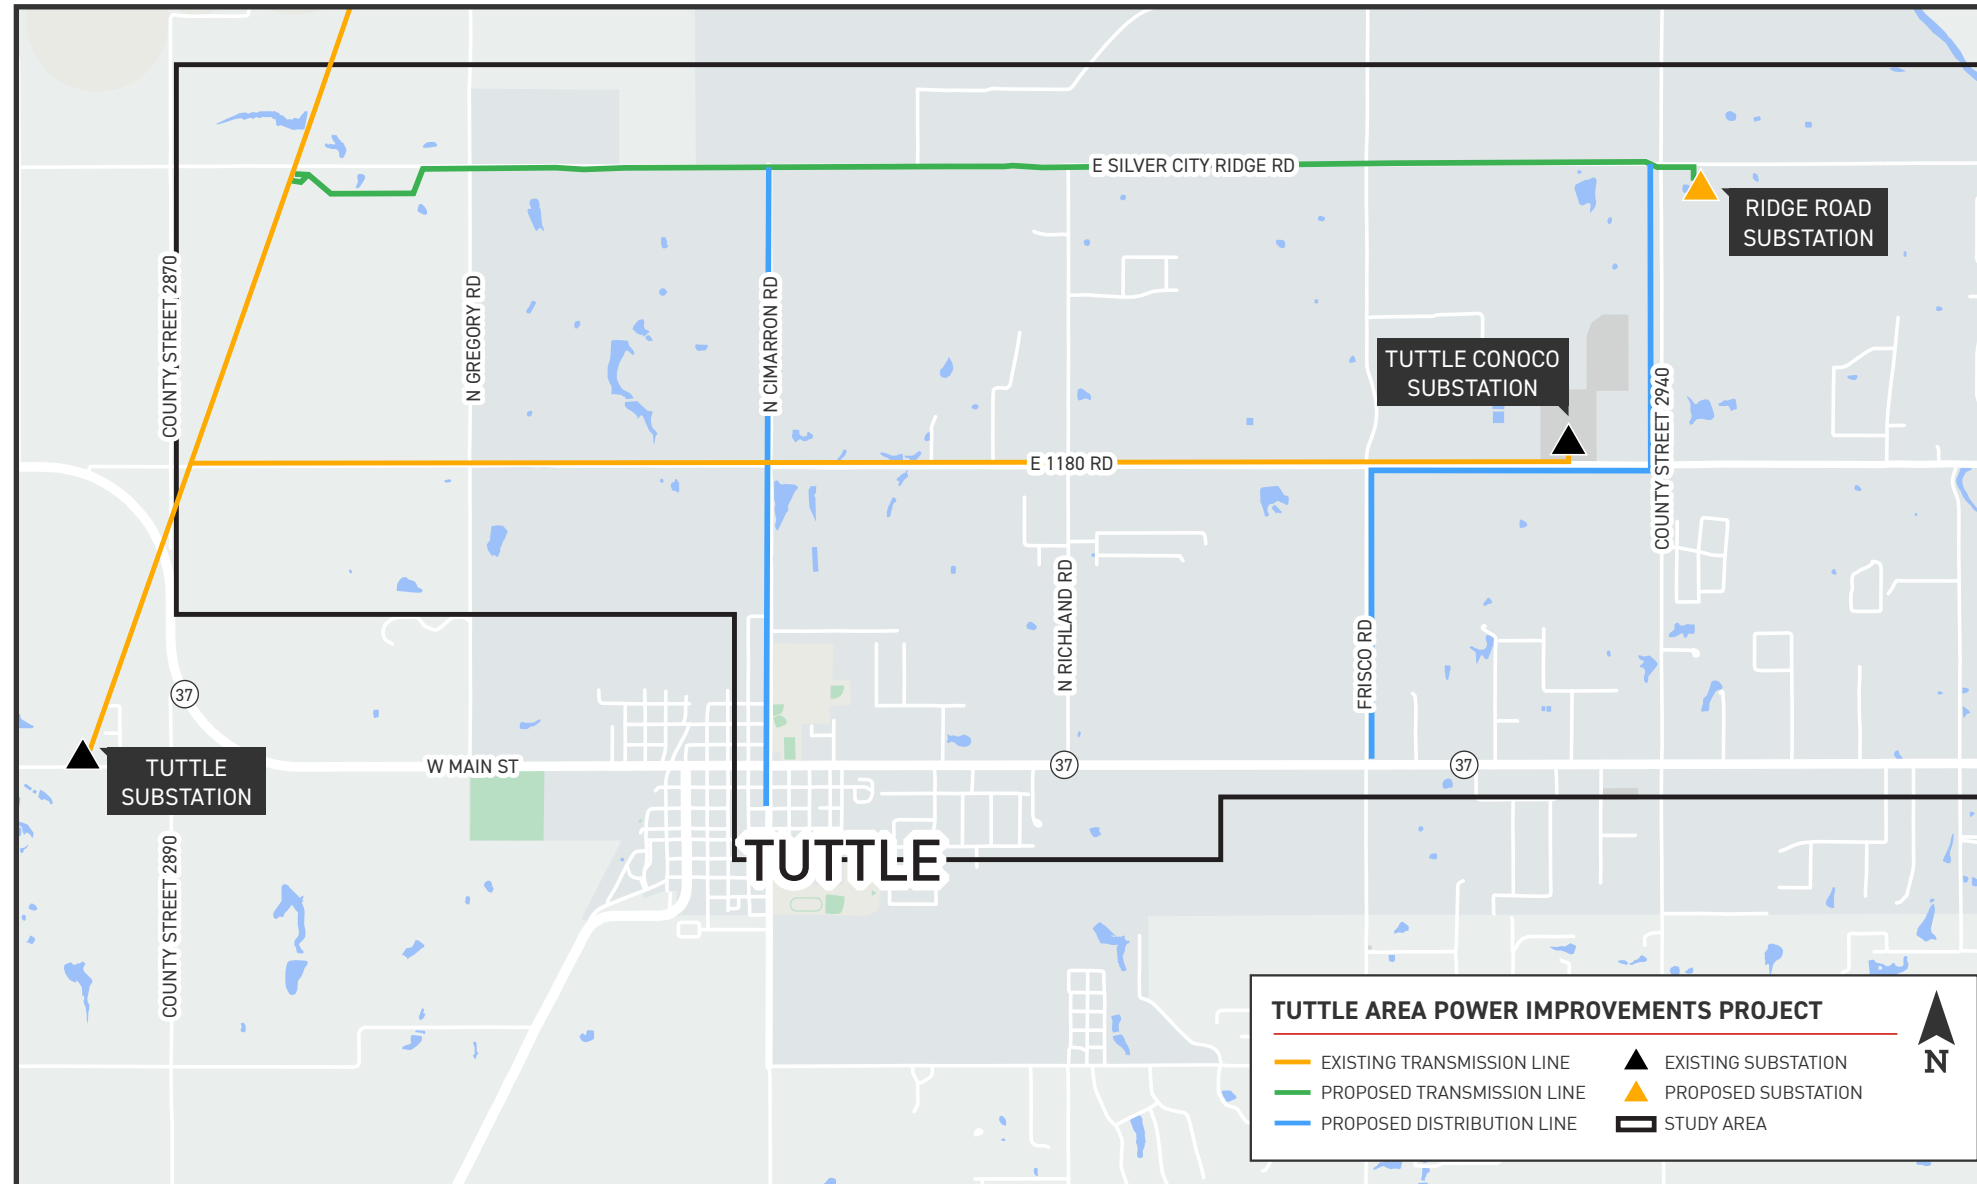 E SILVER CITY RIDGE RD
RIDGE ROAD
SUBSTATION
COUNTY STREET 2870
N GREGORY RD
N CIMARRON RD
TUTTLE CONOCO
SUBSTATION
COUNTY STREET 2940
E 1180 RD
N RICHLAND RD
FRISCO RD
37
TUTTLE
SUBSTATION
W MAIN ST
37
37
TUTTLE
COUNTY STREET 2890
TUTTLE AREA POWER IMPROVEMENTS PROJECT
N
EXISTING TRANSMISSION LINE
PROPOSED TRANSMISSION LINE
PROPOSED DISTRIBUTION LINE
EXISTING SUBSTATION
PROPOSED SUBSTATION
STUDY AREA